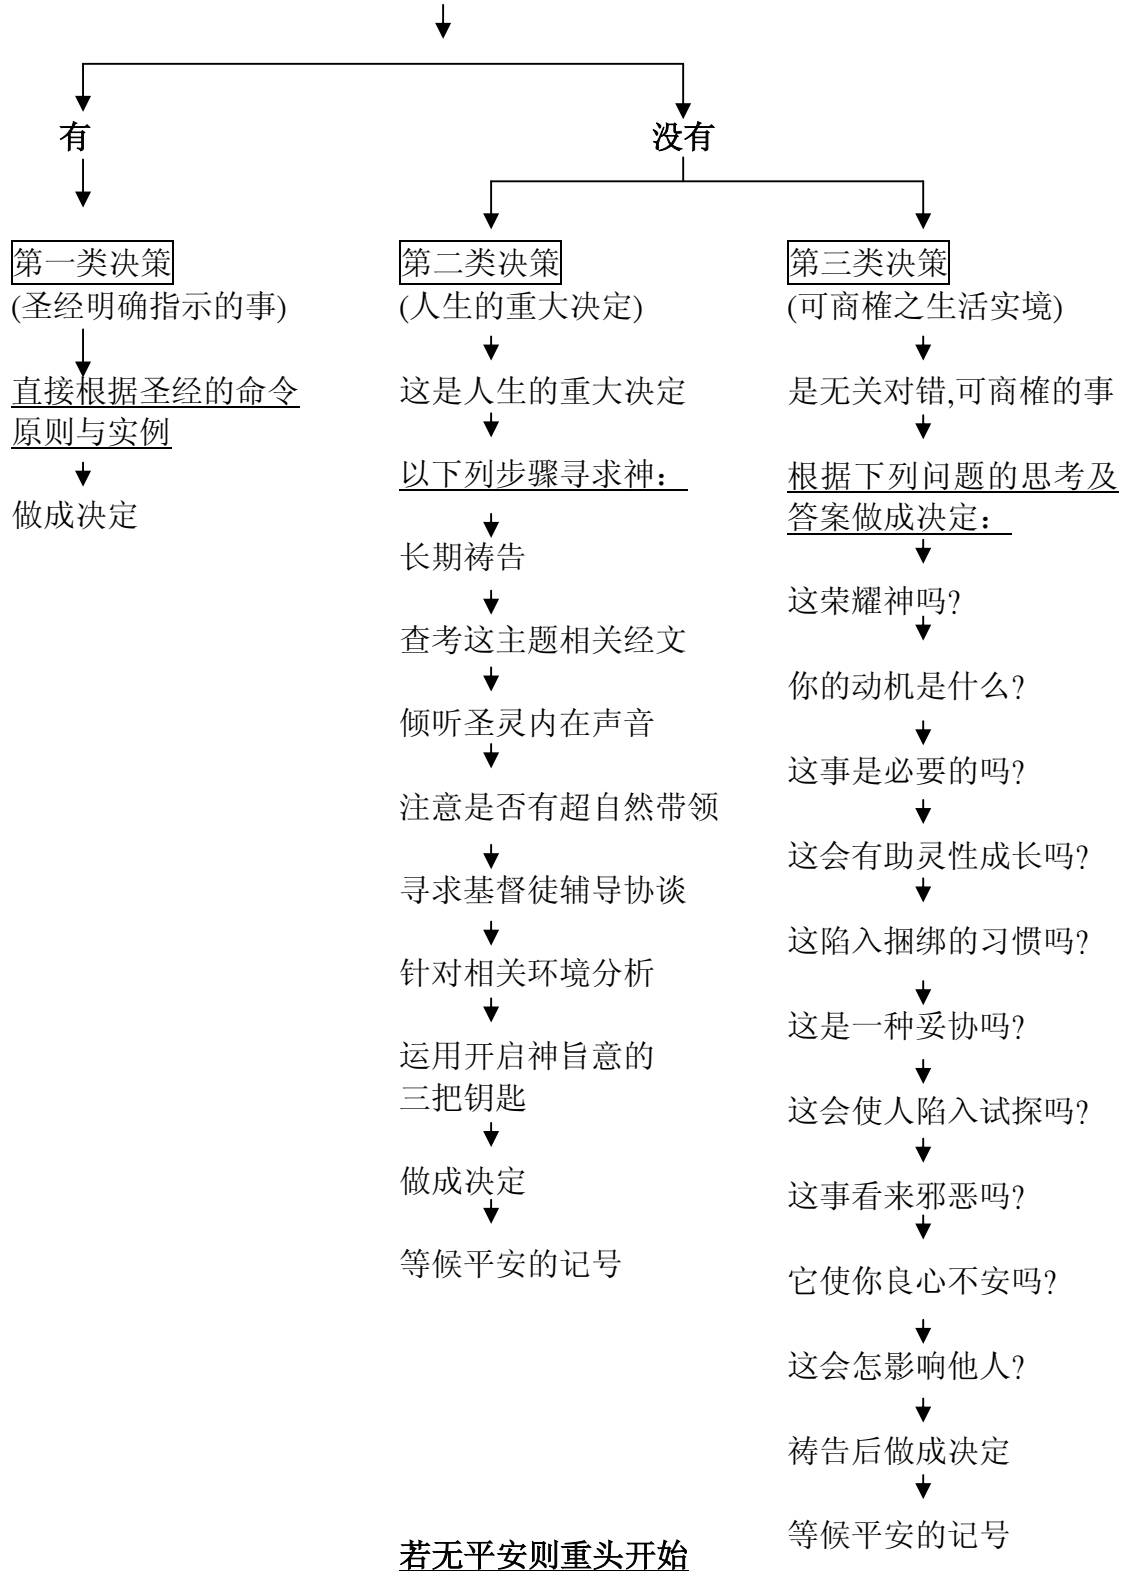 有
没有
第一类决策
(圣经明确指示的事)
直接根据圣经的命令
原则与实例
做成决定
第二类决策
(人生的重大决定)
这是人生的重大决定
以下列步骤寻求神：
长期祷告
查考这主题相关经文
倾听圣灵内在声音
注意是否有超自然带领
寻求基督徒辅导协谈
针对相关环境分析
运用开启神旨意的
三把钥匙
做成决定
等候平安的记号
第三类决策
(可商榷之生活实境)
是无关对错,可商榷的事
根据下列问题的思考及
答案做成决定：
这荣耀神吗?
你的动机是什么?
这事是必要的吗?
这会有助灵性成长吗?
这陷入捆绑的习惯吗?
这是一种妥协吗?
这会使人陷入试探吗?
这事看来邪恶吗?
它使你良心不安吗?
这会怎影响他人?
祷告后做成决定
等候平安的记号
若无平安则重头开始